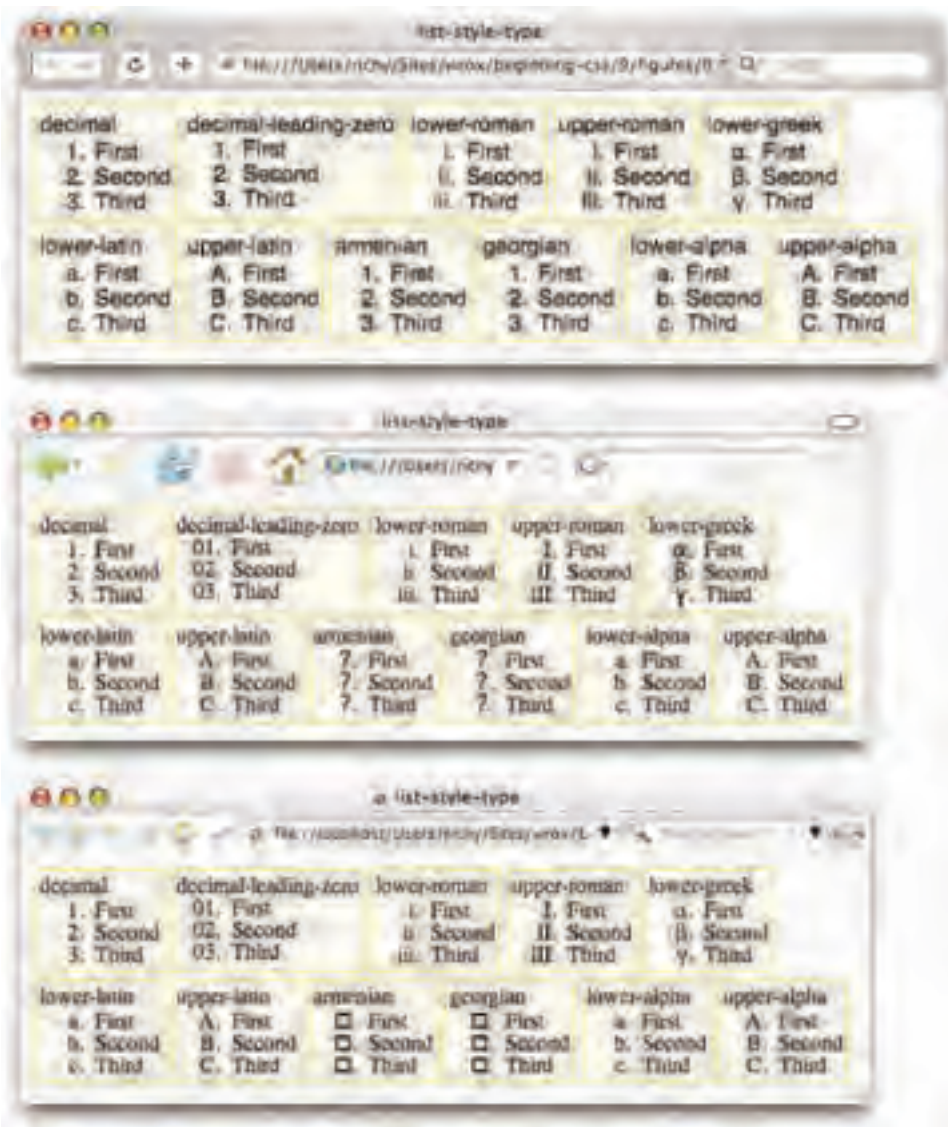 list-style-type
decimal decimal-leading-zero lower-roman upper-roman lower-greek
1. First 1. First i. First i. First α. First
2. Second 2. Second ii. Second ii. Second β. Second
3. Third 3. Third iii. Third iii. Third γ. Third
lower-latin upper-latin armenian georgian lower-alpha upper-alpha
a. First A. First 1. First 1. First a. First A. First
b. Second B. Second 2. Second 2. Second b. Second B. Second
c. Third C. Third 3. Third 3. Third c. Third C. Third
list-style-type
decimal decimal-leading-zero lower-roman upper-roman lower-greek
1. First 01. First i. First I. First α. First
2. Second 02. Second ii. Second II. Second β. Second
3. Third 03. Third iii. Third III. Third γ. Third
lower-latin upper-latin armenian georgian lower-alpha upper-alpha
a. First A. First ?. First ?. First a. First A. First
b. Second B. Second ?. Second ?. Second b. Second B. Second
c. Third C. Third ?. Third ?. Third c. Third C. Third
list-style-type
decimal decimal-leading-zero lower-roman upper-roman lower-greek
1. First 01. First i. First I. First α. First
2. Second 02. Second ii. Second II. Second β. Second
3. Third 03. Third iii. Third III. Third γ. Third
lower-latin upper-latin armenian georgian lower-alpha upper-alpha
a. First A. First □. First □. First a. First A. First
b. Second B. Second □. Second □. Second b. Second B. Second
c. Third C. Third □. Third □. Third c. Third C. Third